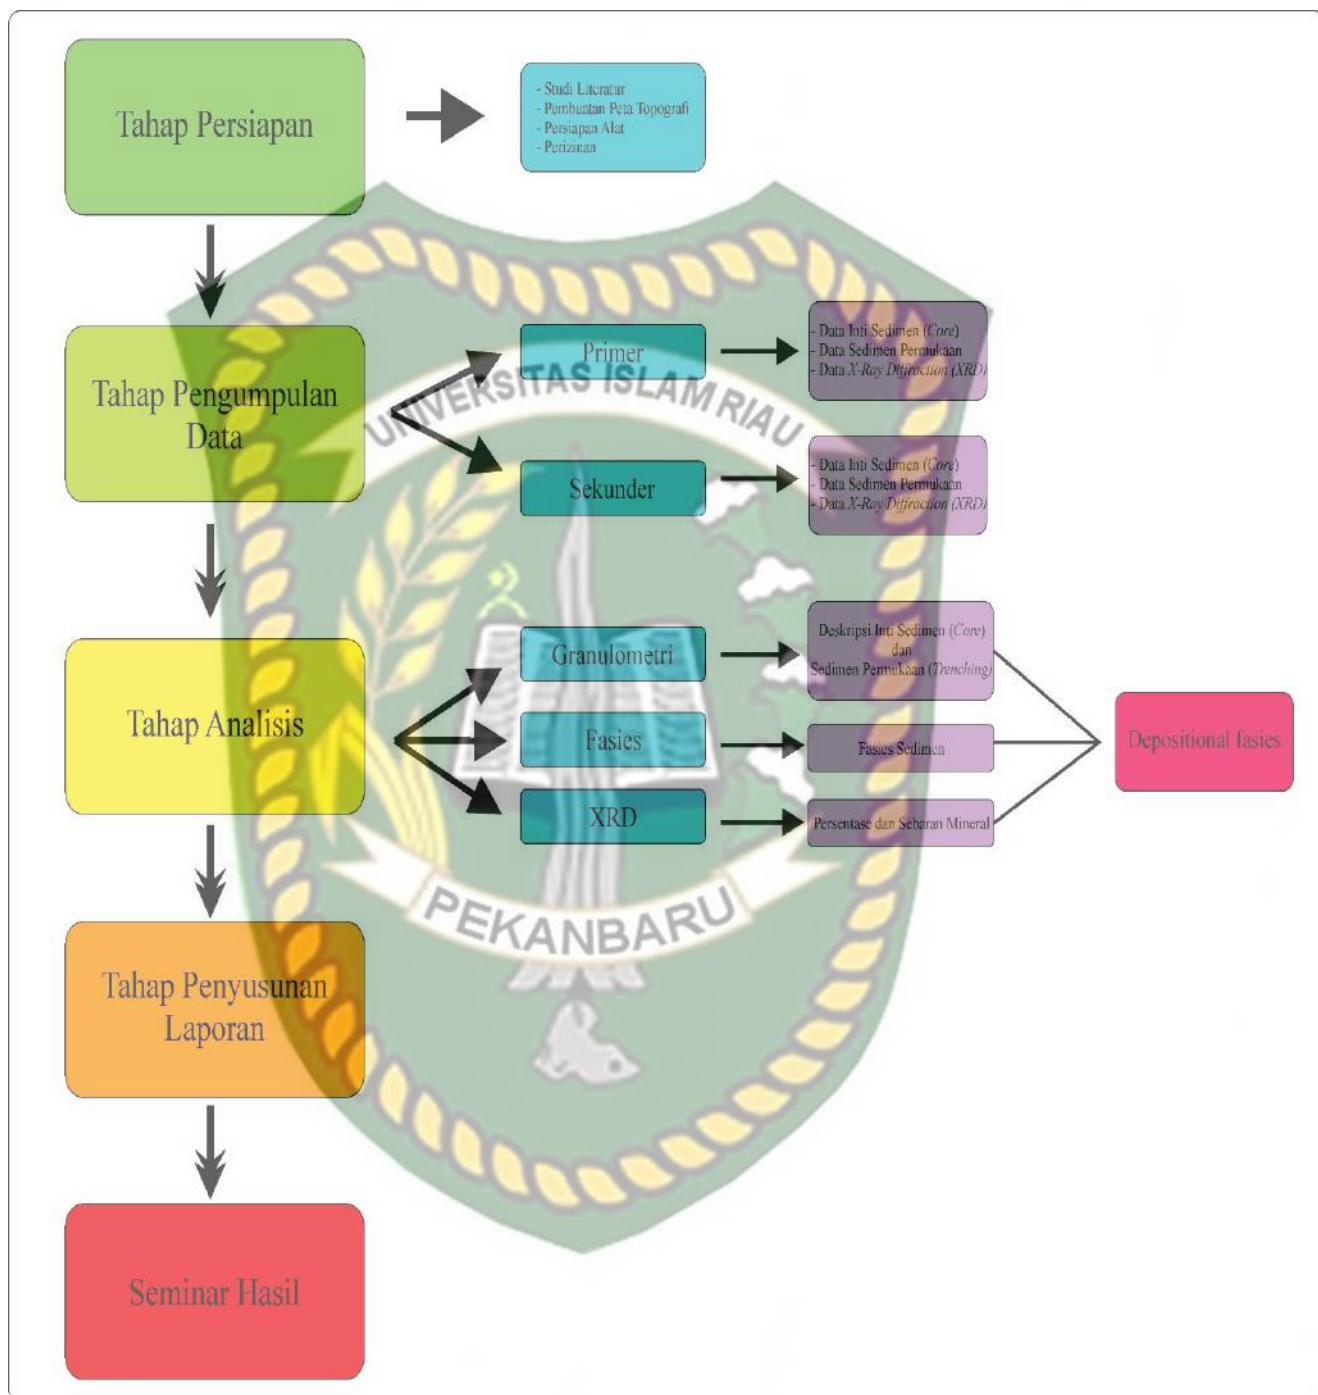 Tahap Persiapan
- Studi Literatur
- Pembuatan Peta Topografi
- Persiapan Alat
- Perizinan
Tahap Pengumpulan
Data
Primer
- Data Inti Sedimen (Core)
- Data Sedimen Permukaan
- Data X-Ray Diffraction (XRD)
Sekunder
- Data Inti Sedimen (Core)
- Data Sedimen Permukaan
- Data X-Ray Diffraction (XRD)
UNIVERSITAS ISLAM RIAU
Tahap Analisis
Granulometri
Deskripsi Inti Sedimen (Core)
dan
Sedimen Permukaan (Trenching)
Fasies
Fasies Sedimen
XRD
Persentase dan Sebaran Mineral
Depositional fasies
PEKANBARU
Tahap Penyusunan
Laporan
Seminar Hasil